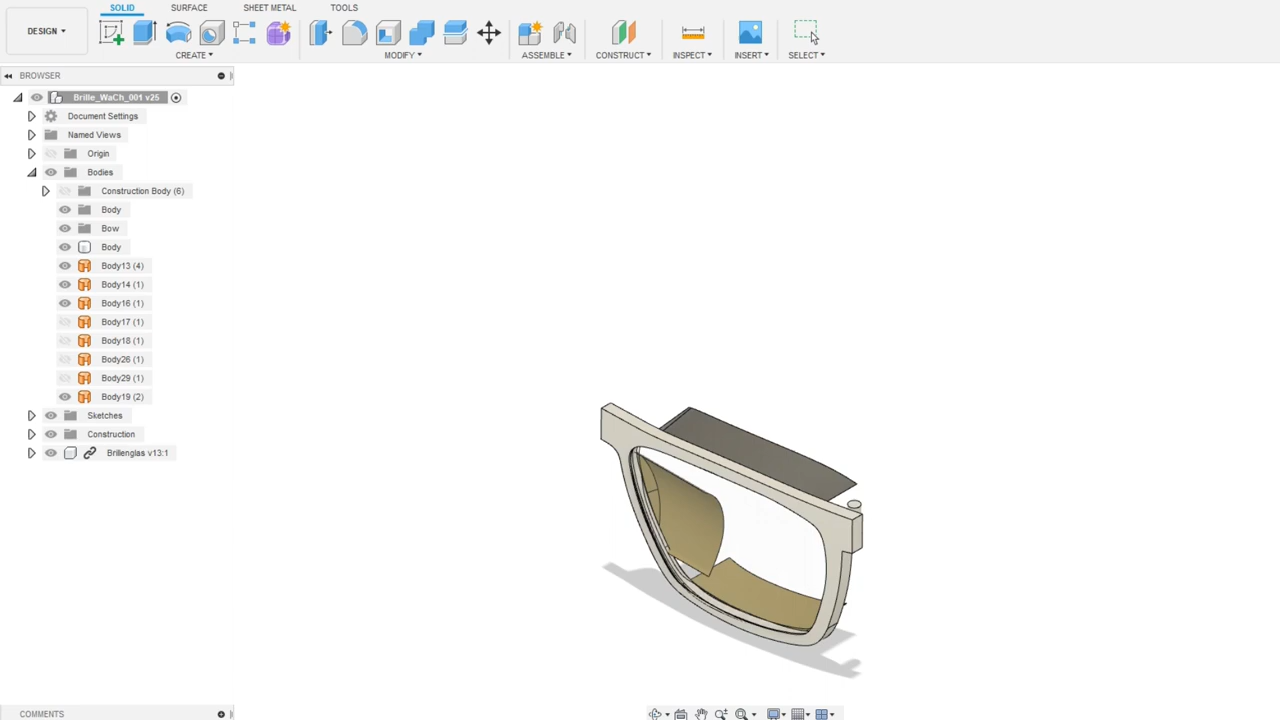 SOLID SURFACE SHEET METAL TOOLS
DESIGN
CREATE MODIFY ASSEMBLE CONSTRUCT INSPECT INSERT SELECT
BROWSER
Brille_WaCh_001 v25
Document Settings
Named Views
Origin
Bodies
Construction Body (6)
Body
Bow
Body
Body13 (4)
Body14 (1)
Body16 (1)
Body17 (1)
Body18 (1)
Body26 (1)
Body29 (1)
Body19 (2)
Sketches
Construction
Brillenglas v13:1
COMMENTS